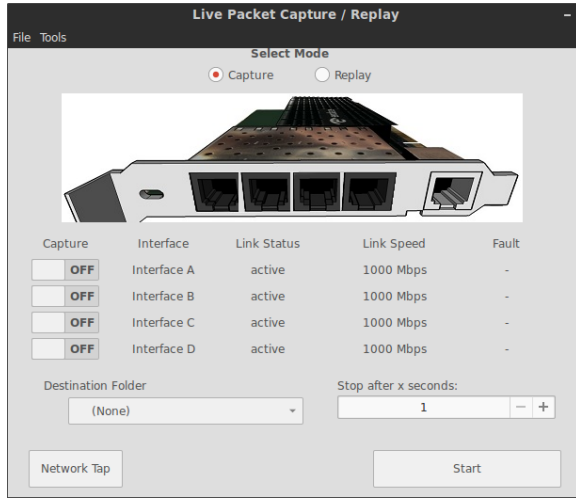 Live Packet Capture / Replay
File Tools
Select Mode
Capture Replay
Capture Interface Link Status Link Speed Fault
OFF Interface A active 1000 Mbps -
OFF Interface B active 1000 Mbps -
OFF Interface C active 1000 Mbps -
OFF Interface D active 1000 Mbps -
Destination Folder Stop after x seconds:
(None) 1 − +
Network Tap Start